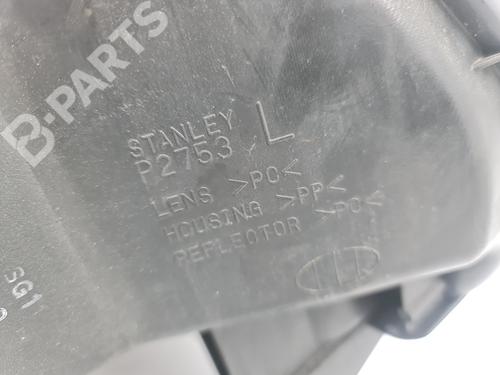 B-PARTS
STANLEY L
P2753
LENS >PC<
HOUSING >PP<
REFLECTOR >PC<
SG1